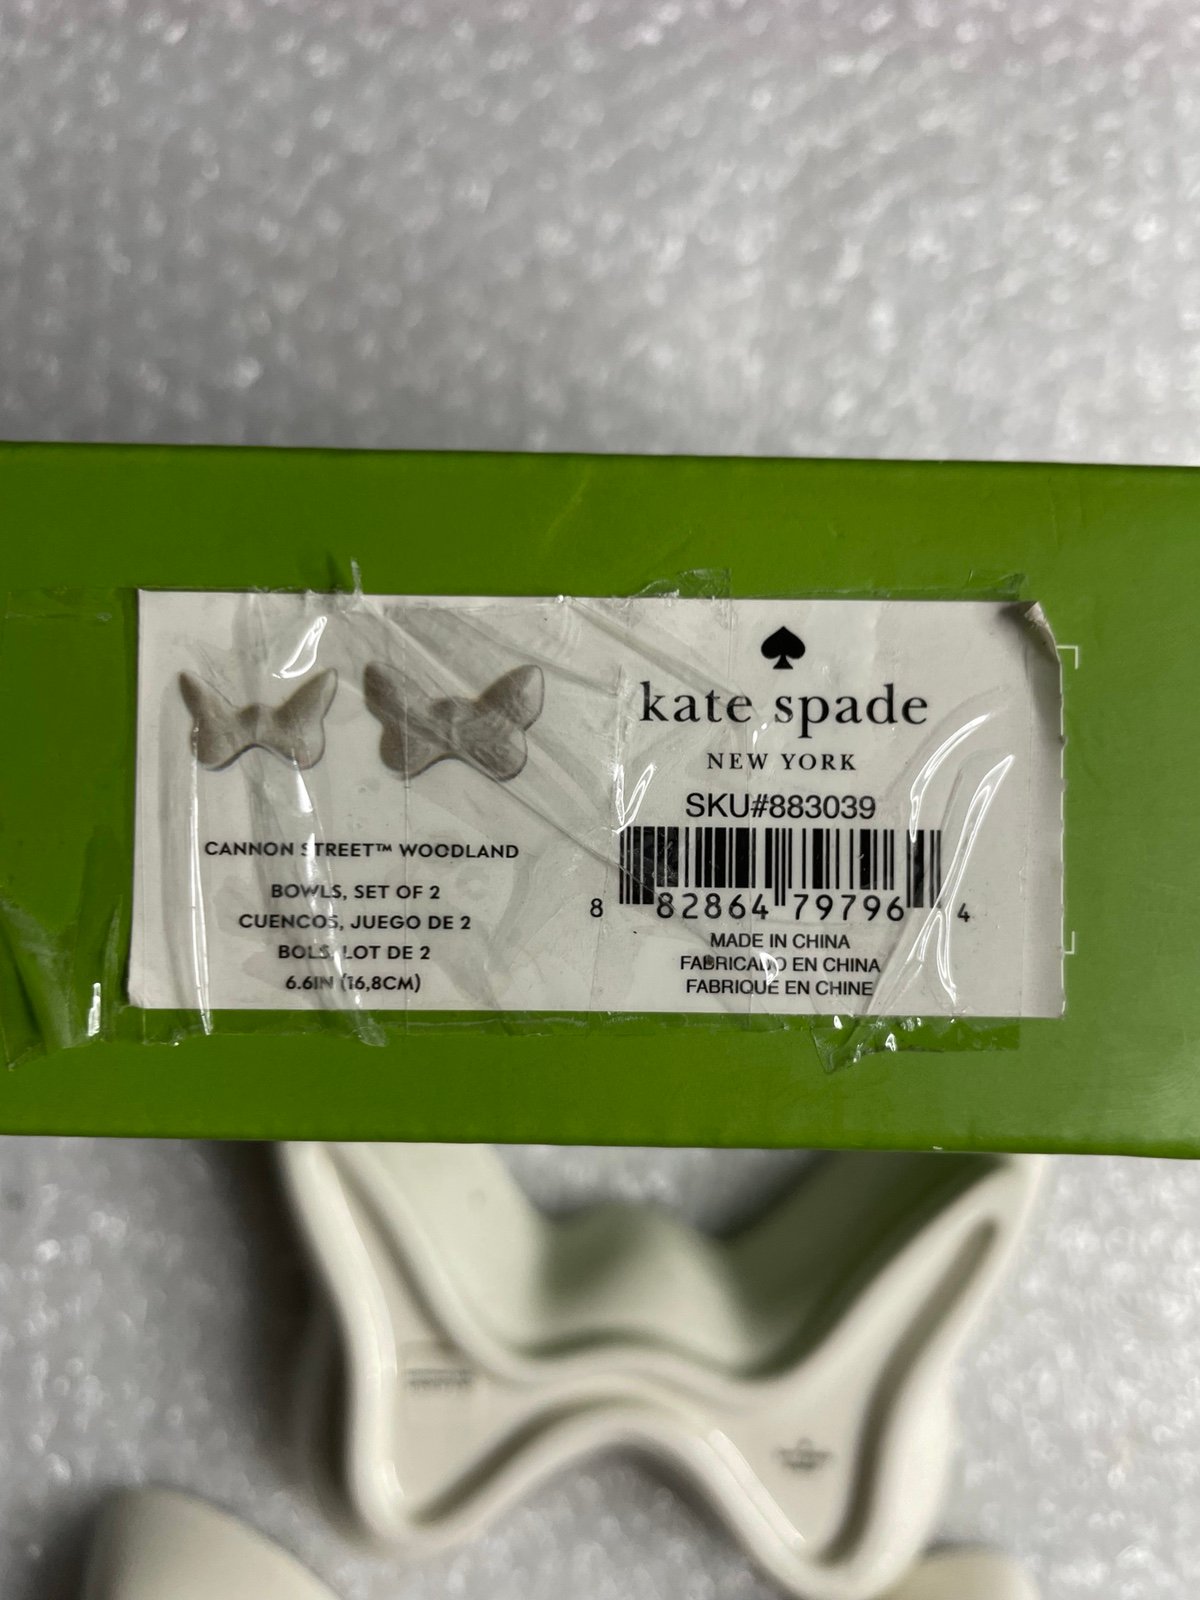 CANNON STREET™ WOODLAND
BOWLS, SET OF 2
CUENCOS, JUEGO DE 2
BOLS, LOT DE 2
6.6IN (16,8CM)
kate spade
NEW YORK
SKU#883039
8 82864 79796 4
MADE IN CHINA
FABRICADO EN CHINA
FABRIQUÉ EN CHINE